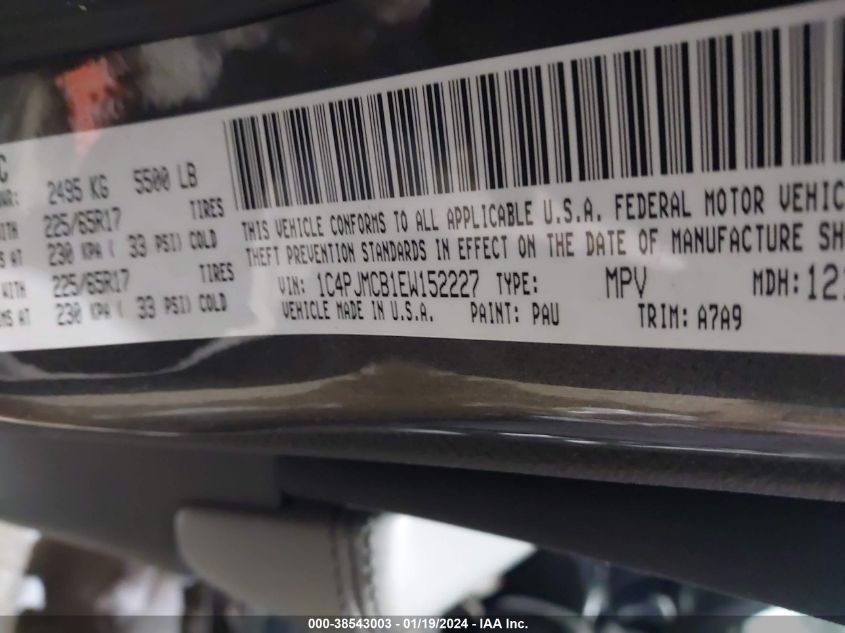 2495 KG 5500 LB
225/65R17 TIRES
230 KPA ( 33 PSI) COLD
WITH 225/65R17 TIRES
AT 230 KPA ( 33 PSI) COLD
THIS VEHICLE CONFORMS TO ALL APPLICABLE U.S.A. FEDERAL MOTOR VEHIC
THEFT PREVENTION STANDARDS IN EFFECT ON THE DATE OF MANUFACTURE SH
VIN: 1C4PJMCB1EW152227 TYPE: MPV MDH: 121
VEHICLE MADE IN U.S.A. PAINT: PAU TRIM: A7A9
000-38543003 - 01/19/2024 - IAA Inc.